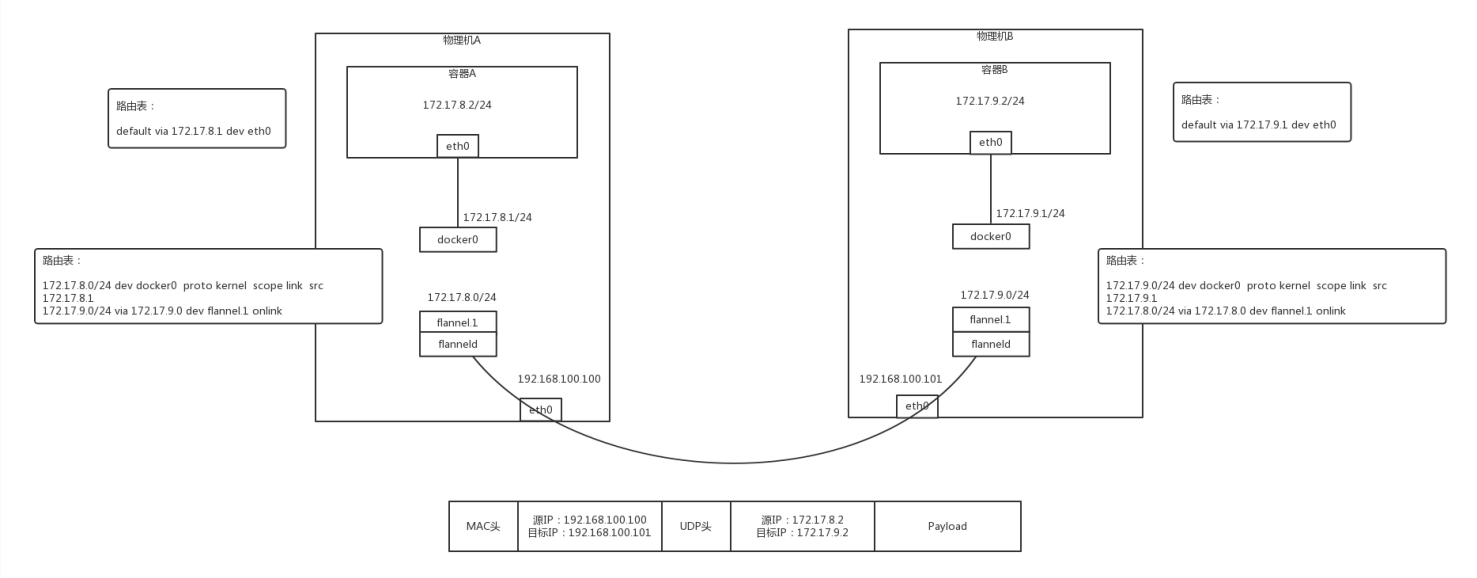 物理机A
容器A
172.17.8.2/24
eth0
路由表：
default via 172.17.8.1 dev eth0
172.17.8.1/24
docker0
路由表：
172.17.8.0/24 dev docker0 proto kernel scope link src
172.17.8.1
172.17.9.0/24 via 172.17.9.0 dev flannel.1 onlink
172.17.8.0/24
flannel.1
flanneld
192.168.100.100
eth0
物理机B
容器B
172.17.9.2/24
eth0
路由表：
default via 172.17.9.1 dev eth0
172.17.9.1/24
docker0
路由表：
172.17.9.0/24 dev docker0 proto kernel scope link src
172.17.9.1
172.17.8.0/24 via 172.17.8.0 dev flannel.1 onlink
172.17.9.0/24
flannel.1
flanneld
192.168.100.101
eth0
MAC头
源IP：192.168.100.100
目标IP：192.168.100.101
UDP头
源IP：172.17.8.2
目标IP：172.17.9.2
Payload